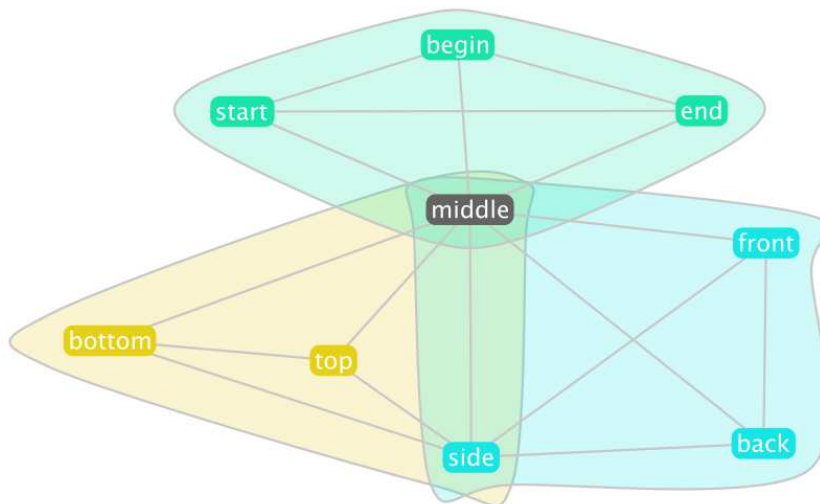 begin
start
end
middle
front
bottom
top
side
back